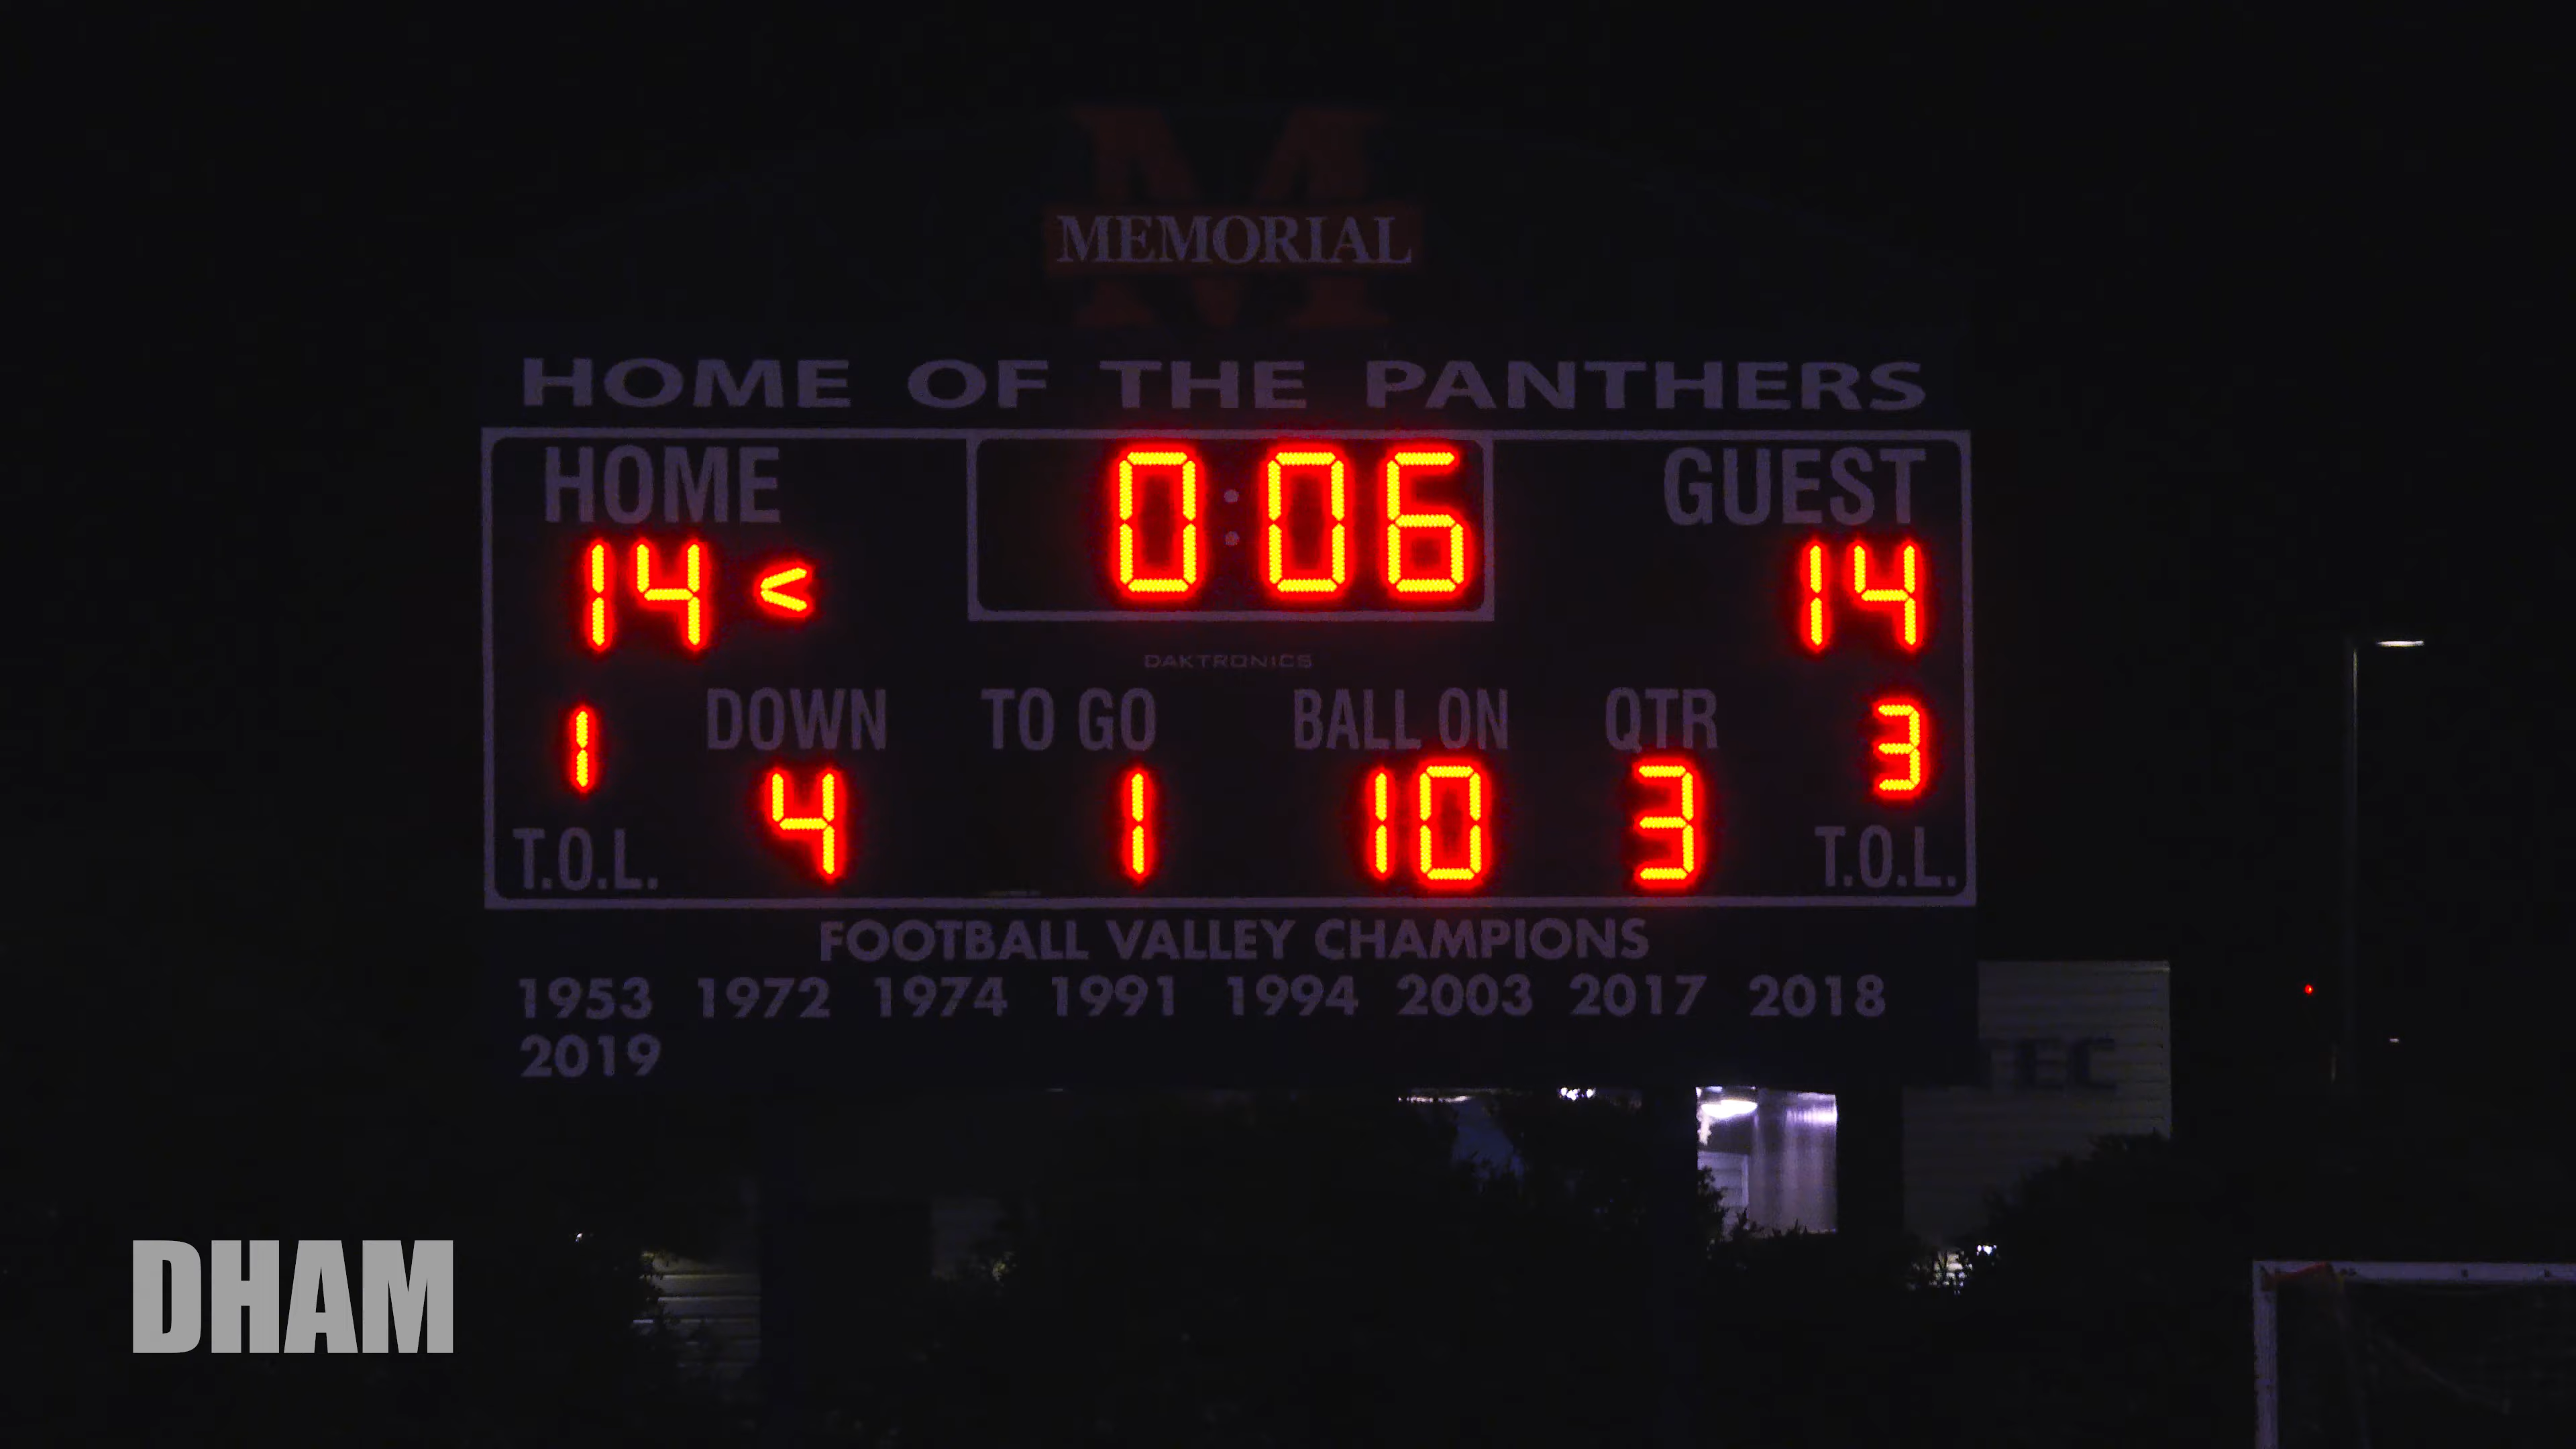 M
MEMORIAL
HOME OF THE PANTHERS
HOME 0:06 GUEST
14 < 14
DAKTRONICS
1 DOWN TO GO BALL ON QTR 3
T.O.L. 4 1 10 3 T.O.L.
FOOTBALL VALLEY CHAMPIONS
1953 1972 1974 1991 1994 2003 2017 2018
2019
TEC
DHAM